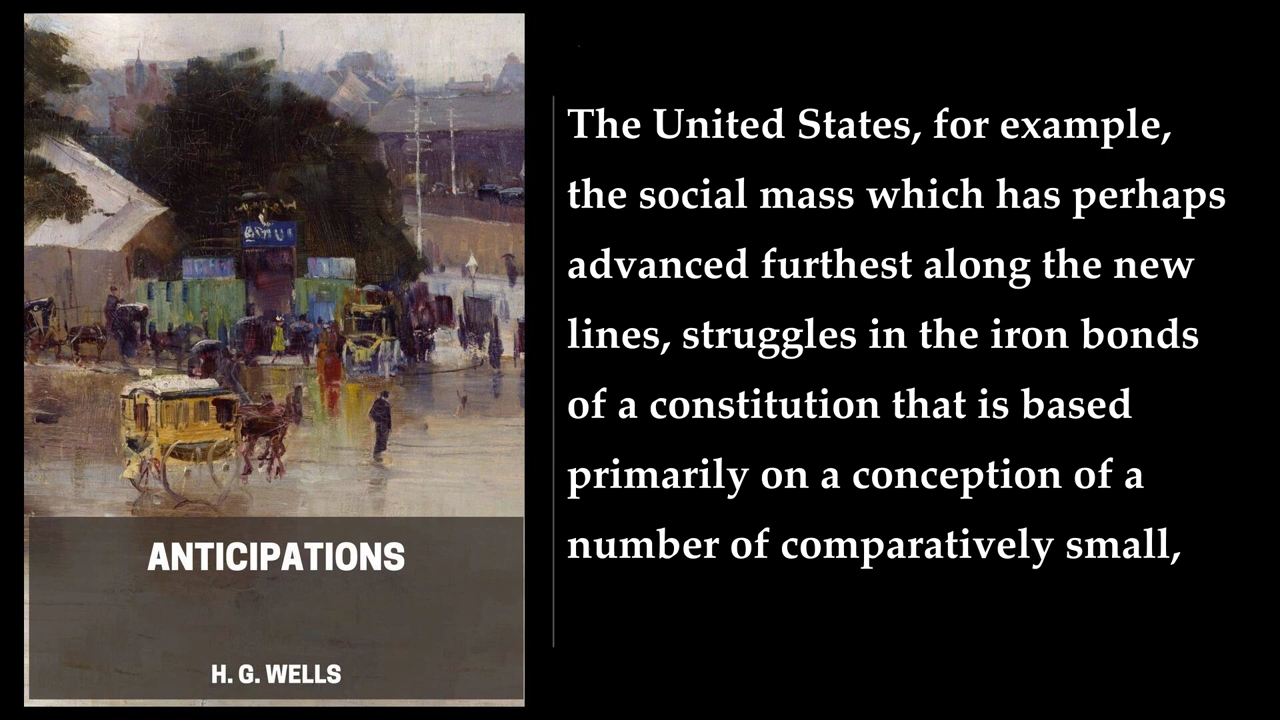 ANTICIPATIONS
H. G. WELLS
The United States, for example,
the social mass which has perhaps
advanced furthest along the new
lines, struggles in the iron bonds
of a constitution that is based
primarily on a conception of a
number of comparatively small,